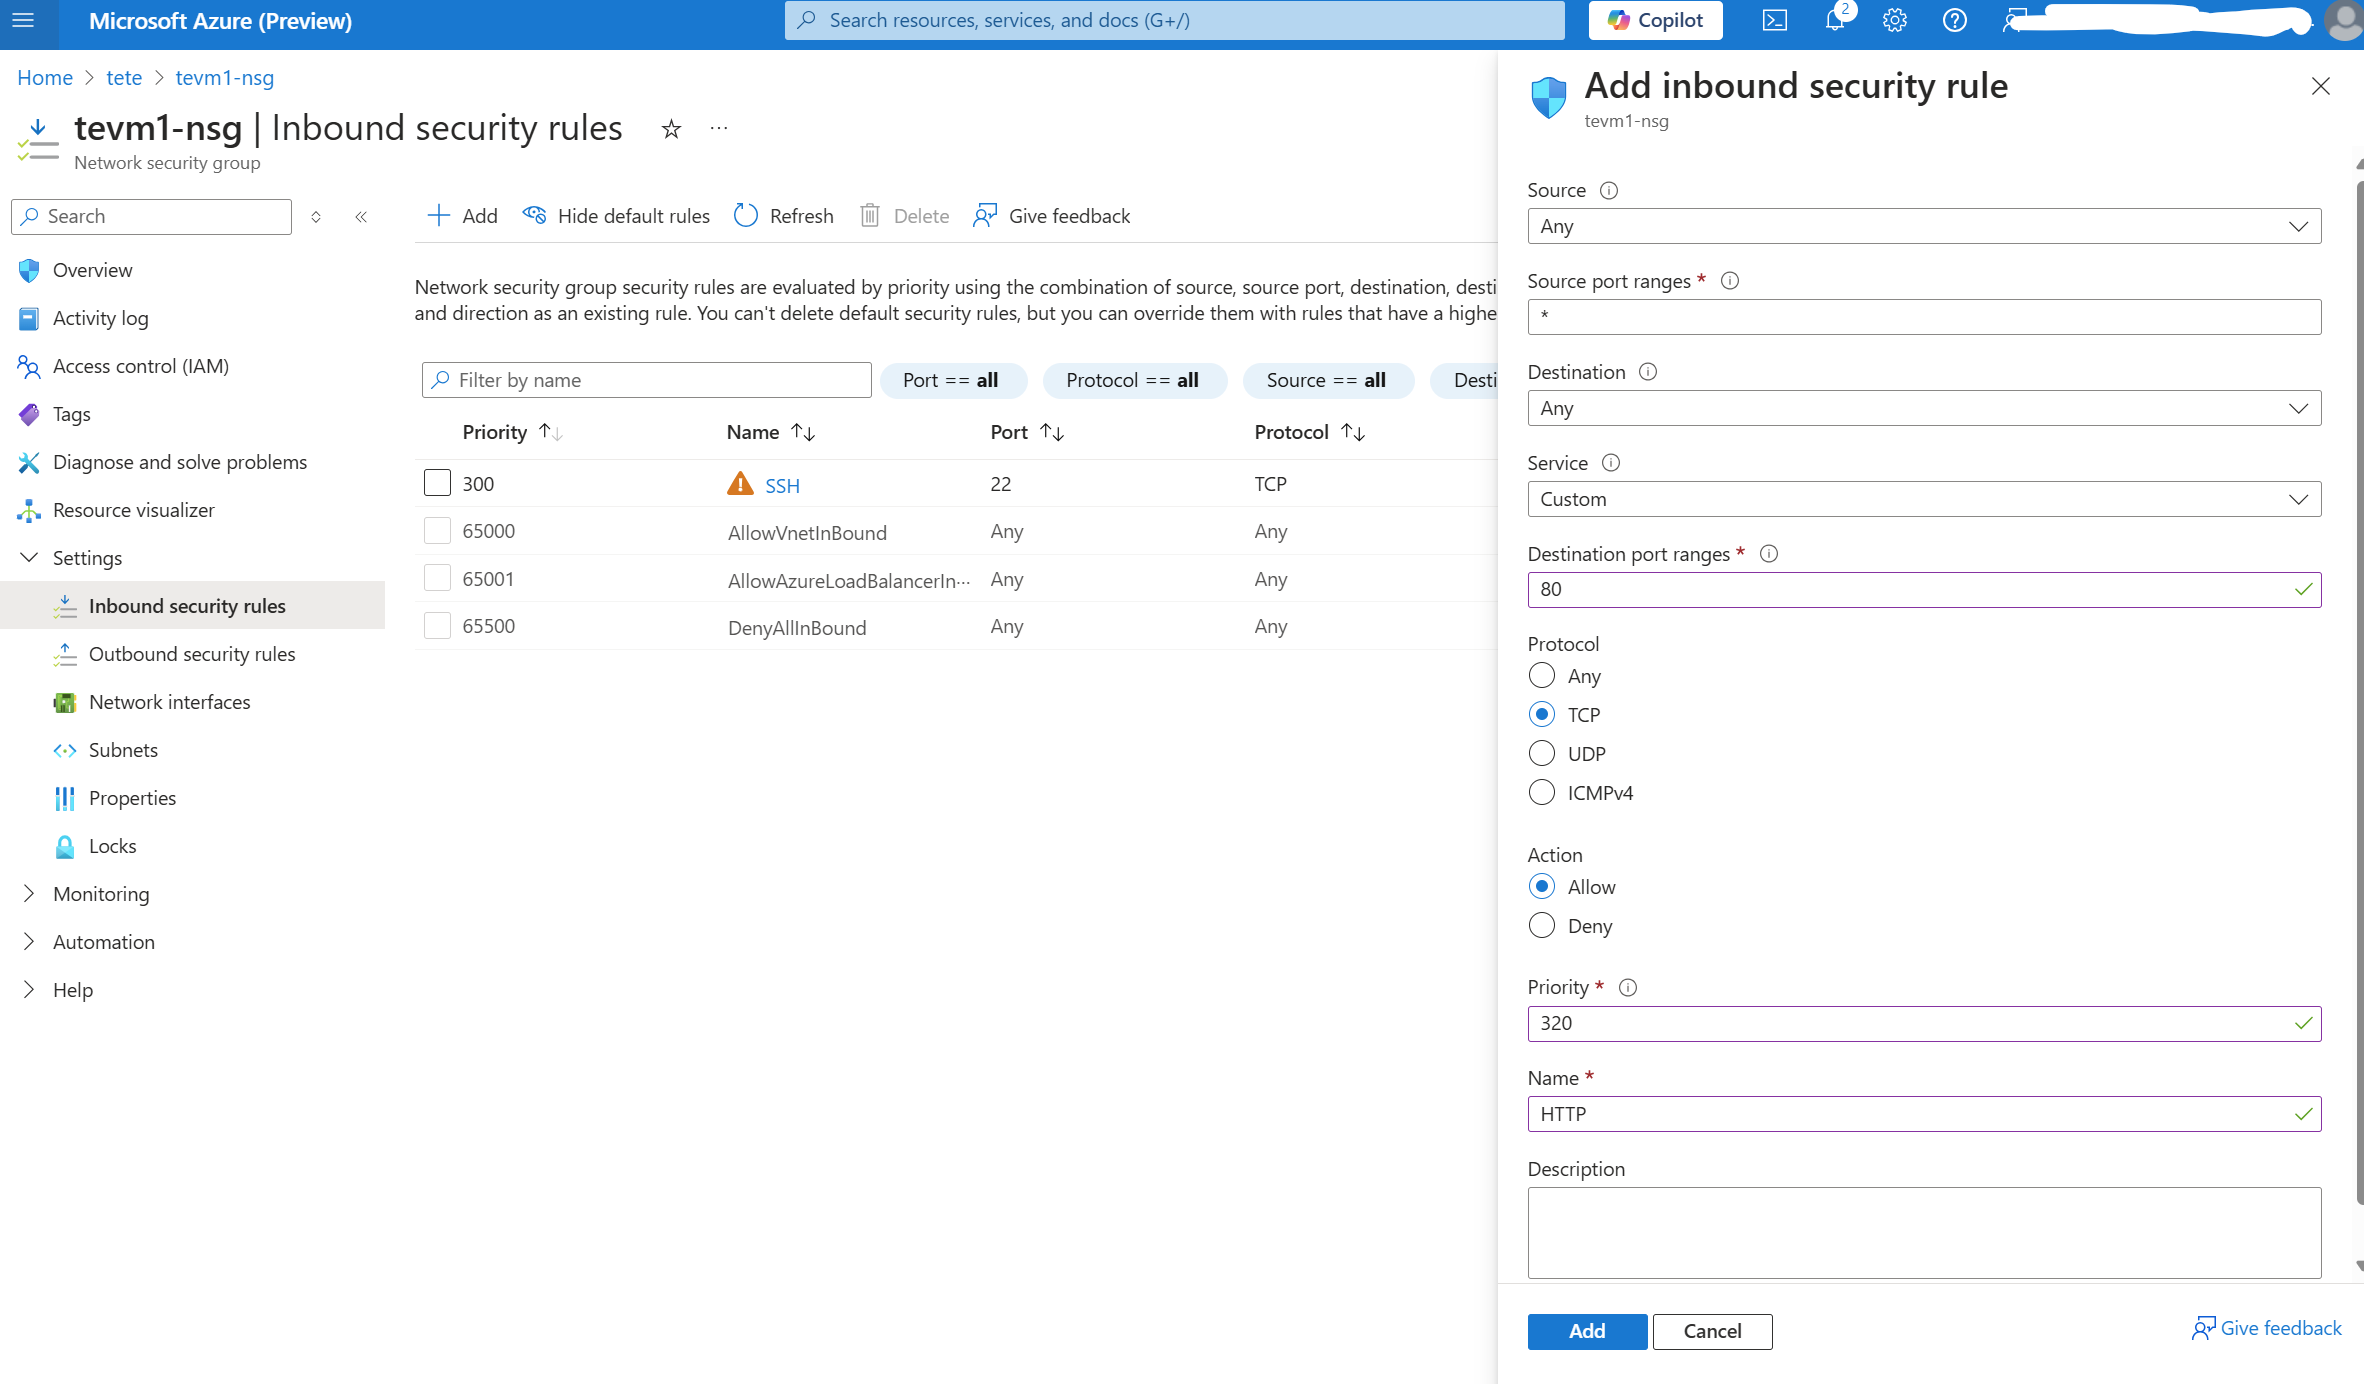 Microsoft Azure (Preview)
Search resources, services, and docs (G+/)
Copilot
2
Home > tete > tevm1-nsg
tevm1-nsg | Inbound security rules
Network security group
Search
Overview
Activity log
Access control (IAM)
Tags
Diagnose and solve problems
Resource visualizer
Settings
Inbound security rules
Outbound security rules
Network interfaces
Subnets
Properties
Locks
Monitoring
Automation
Help
Add Hide default rules Refresh Delete Give feedback
Network security group security rules are evaluated by priority using the combination of source, source port, destination, desti
and direction as an existing rule. You can't delete default security rules, but you can override them with rules that have a highe
Filter by name Port == all Protocol == all Source == all Desti
Priority Name Port Protocol
300 SSH 22 TCP
65000 AllowVnetInBound Any Any
65001 AllowAzureLoadBalancerIn... Any Any
65500 DenyAllInBound Any Any
Add inbound security rule
tevm1-nsg
Source
Any
Source port ranges *
*
Destination
Any
Service
Custom
Destination port ranges *
80
Protocol
Any
TCP
UDP
ICMPv4
Action
Allow
Deny
Priority *
320
Name *
HTTP
Description
Add Cancel Give feedback